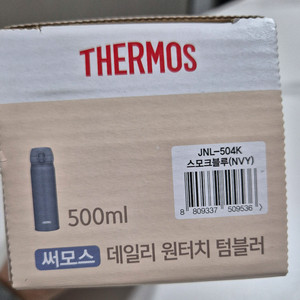 THERMOS
JNL-504K
스모크블루(NVY)
8 809337 509536
500ml
써모스 데일리 원터치 텀블러